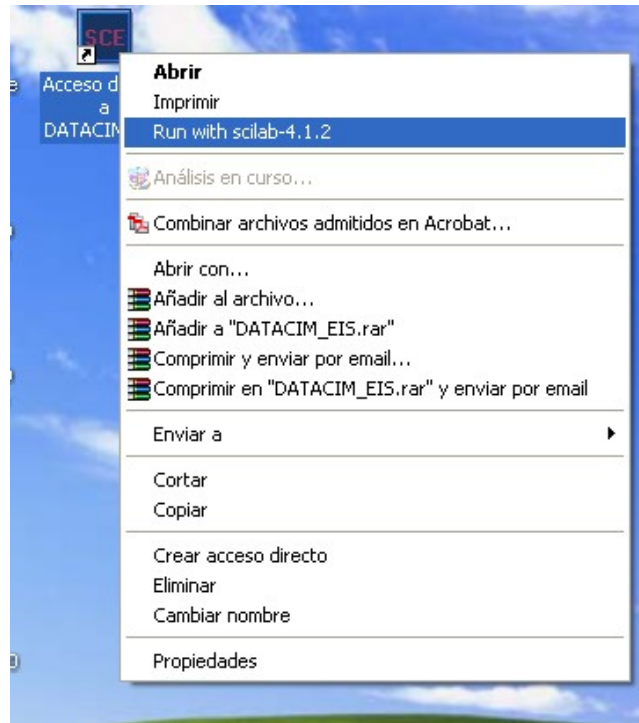 SCE
Acceso d
a
DATACIM
Abrir
Imprimir
Run with scilab-4.1.2
Análisis en curso...
Combinar archivos admitidos en Acrobat...
Abrir con...
Añadir al archivo...
Añadir a "DATACIM_EIS.rar"
Comprimir y enviar por email...
Comprimir en "DATACIM_EIS.rar" y enviar por email
Enviar a
Cortar
Copiar
Crear acceso directo
Eliminar
Cambiar nombre
Propiedades